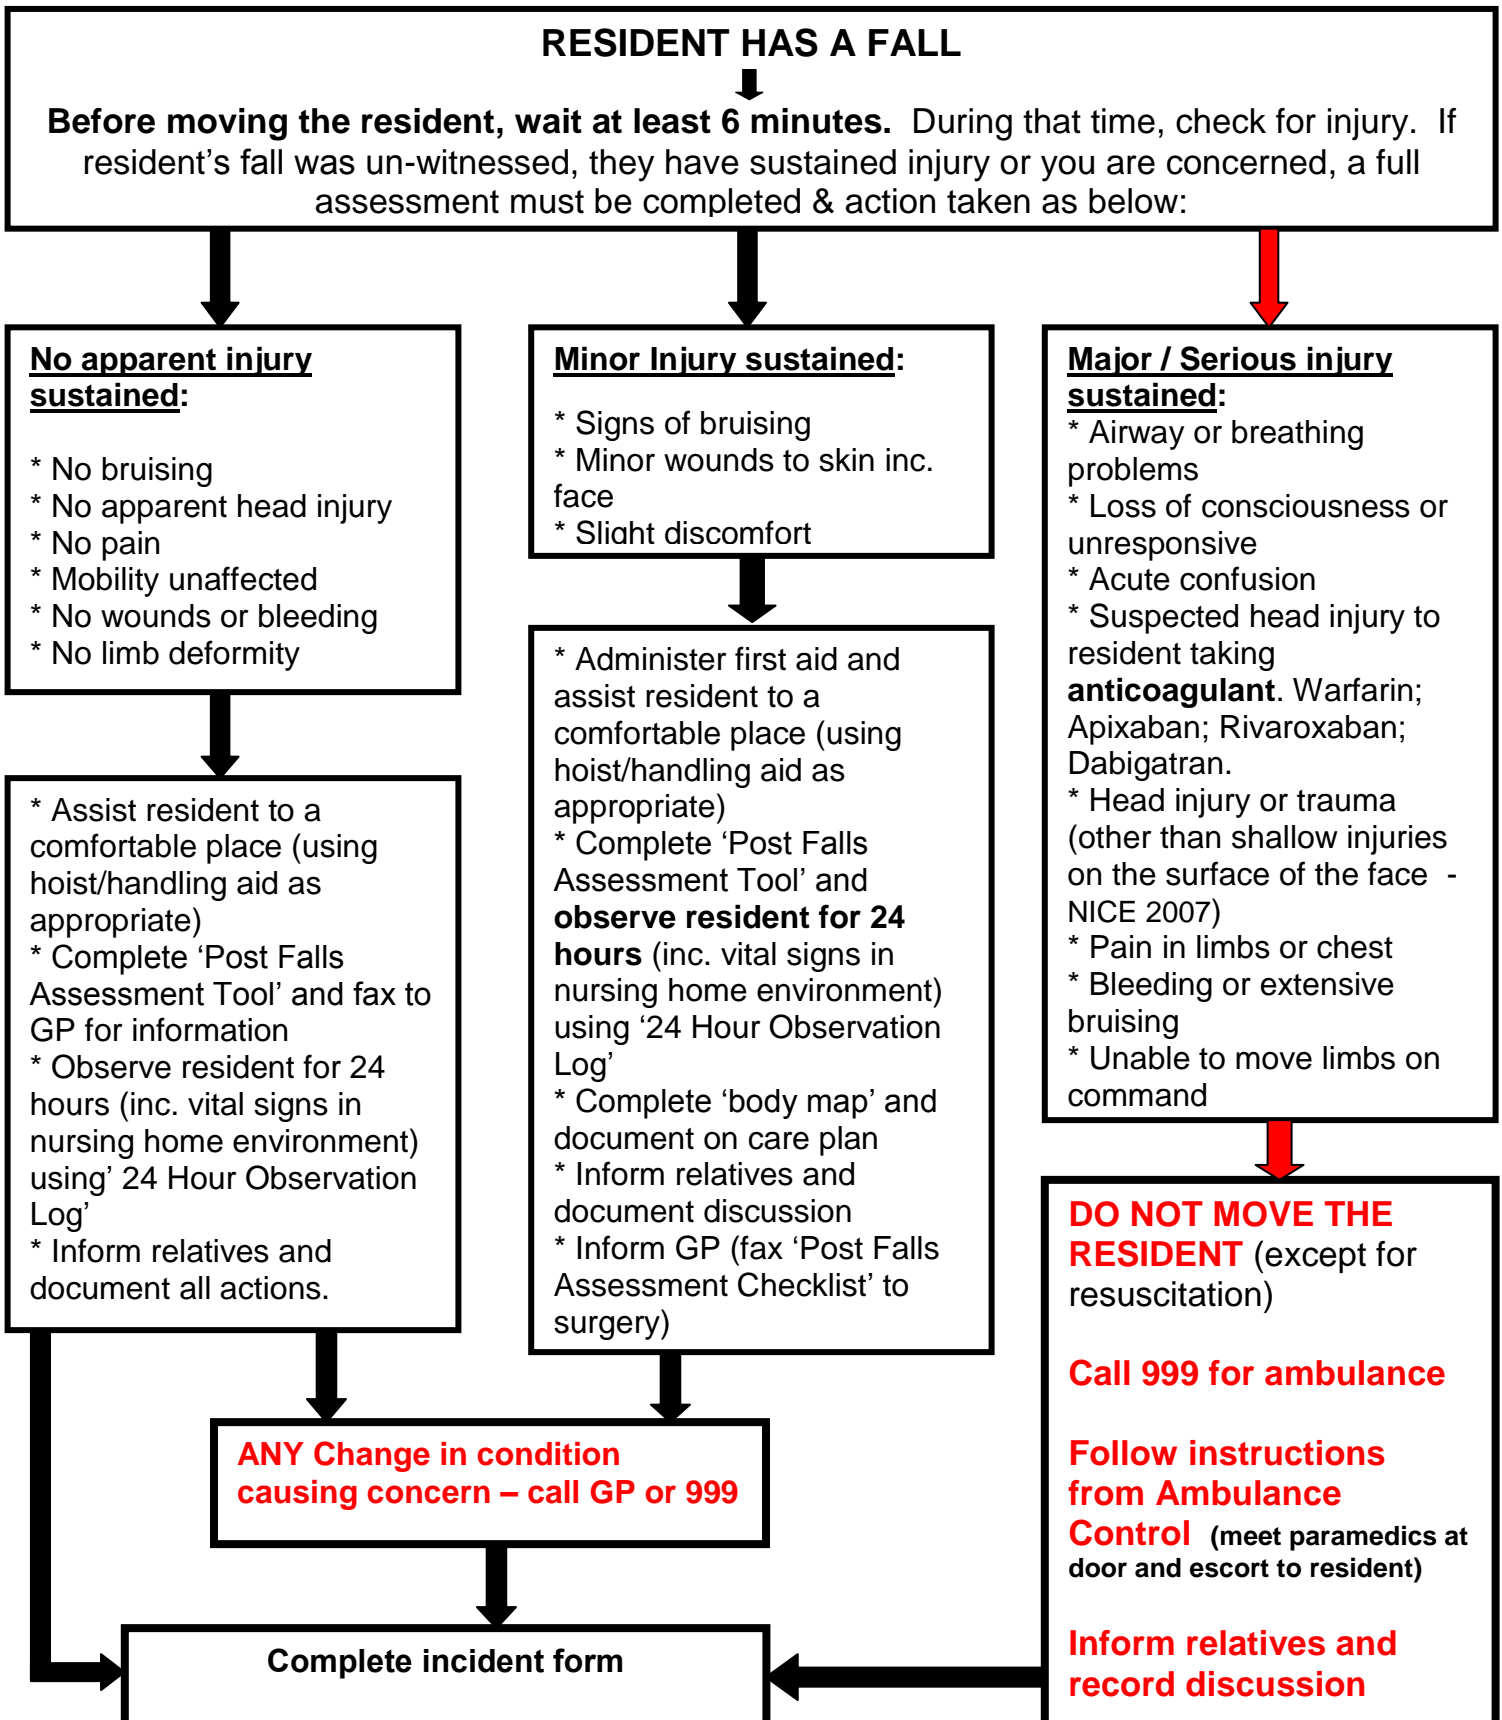 RESIDENT HAS A FALL
Before moving the resident, wait at least 6 minutes. During that time, check for injury. If
resident’s fall was un-witnessed, they have sustained injury or you are concerned, a full
assessment must be completed & action taken as below:
No apparent injury
sustained:
* No bruising
* No apparent head injury
* No pain
* Mobility unaffected
* No wounds or bleeding
* No limb deformity
* Assist resident to a
comfortable place (using
hoist/handling aid as
appropriate)
* Complete ‘Post Falls
Assessment Tool’ and fax to
GP for information
* Observe resident for 24
hours (inc. vital signs in
nursing home environment)
using’ 24 Hour Observation
Log’
* Inform relatives and
document all actions.
Minor Injury sustained:
* Signs of bruising
* Minor wounds to skin inc.
face
* Slight discomfort
* Administer first aid and
assist resident to a
comfortable place (using
hoist/handling aid as
appropriate)
* Complete ‘Post Falls
Assessment Tool’ and
observe resident for 24
hours (inc. vital signs in
nursing home environment)
using ‘24 Hour Observation
Log’
* Complete ‘body map’ and
document on care plan
* Inform relatives and
document discussion
* Inform GP (fax ‘Post Falls
Assessment Checklist’ to
surgery)
Major / Serious injury
sustained:
* Airway or breathing
problems
* Loss of consciousness or
unresponsive
* Acute confusion
* Suspected head injury to
resident taking
anticoagulant. Warfarin;
Apixaban; Rivaroxaban;
Dabigatran.
* Head injury or trauma
(other than shallow injuries
on the surface of the face -
NICE 2007)
* Pain in limbs or chest
* Bleeding or extensive
bruising
* Unable to move limbs on
command
DO NOT MOVE THE
RESIDENT (except for
resuscitation)
Call 999 for ambulance
Follow instructions
from Ambulance
Control (meet paramedics at
door and escort to resident)
Inform relatives and
record discussion
ANY Change in condition
causing concern – call GP or 999
Complete incident form